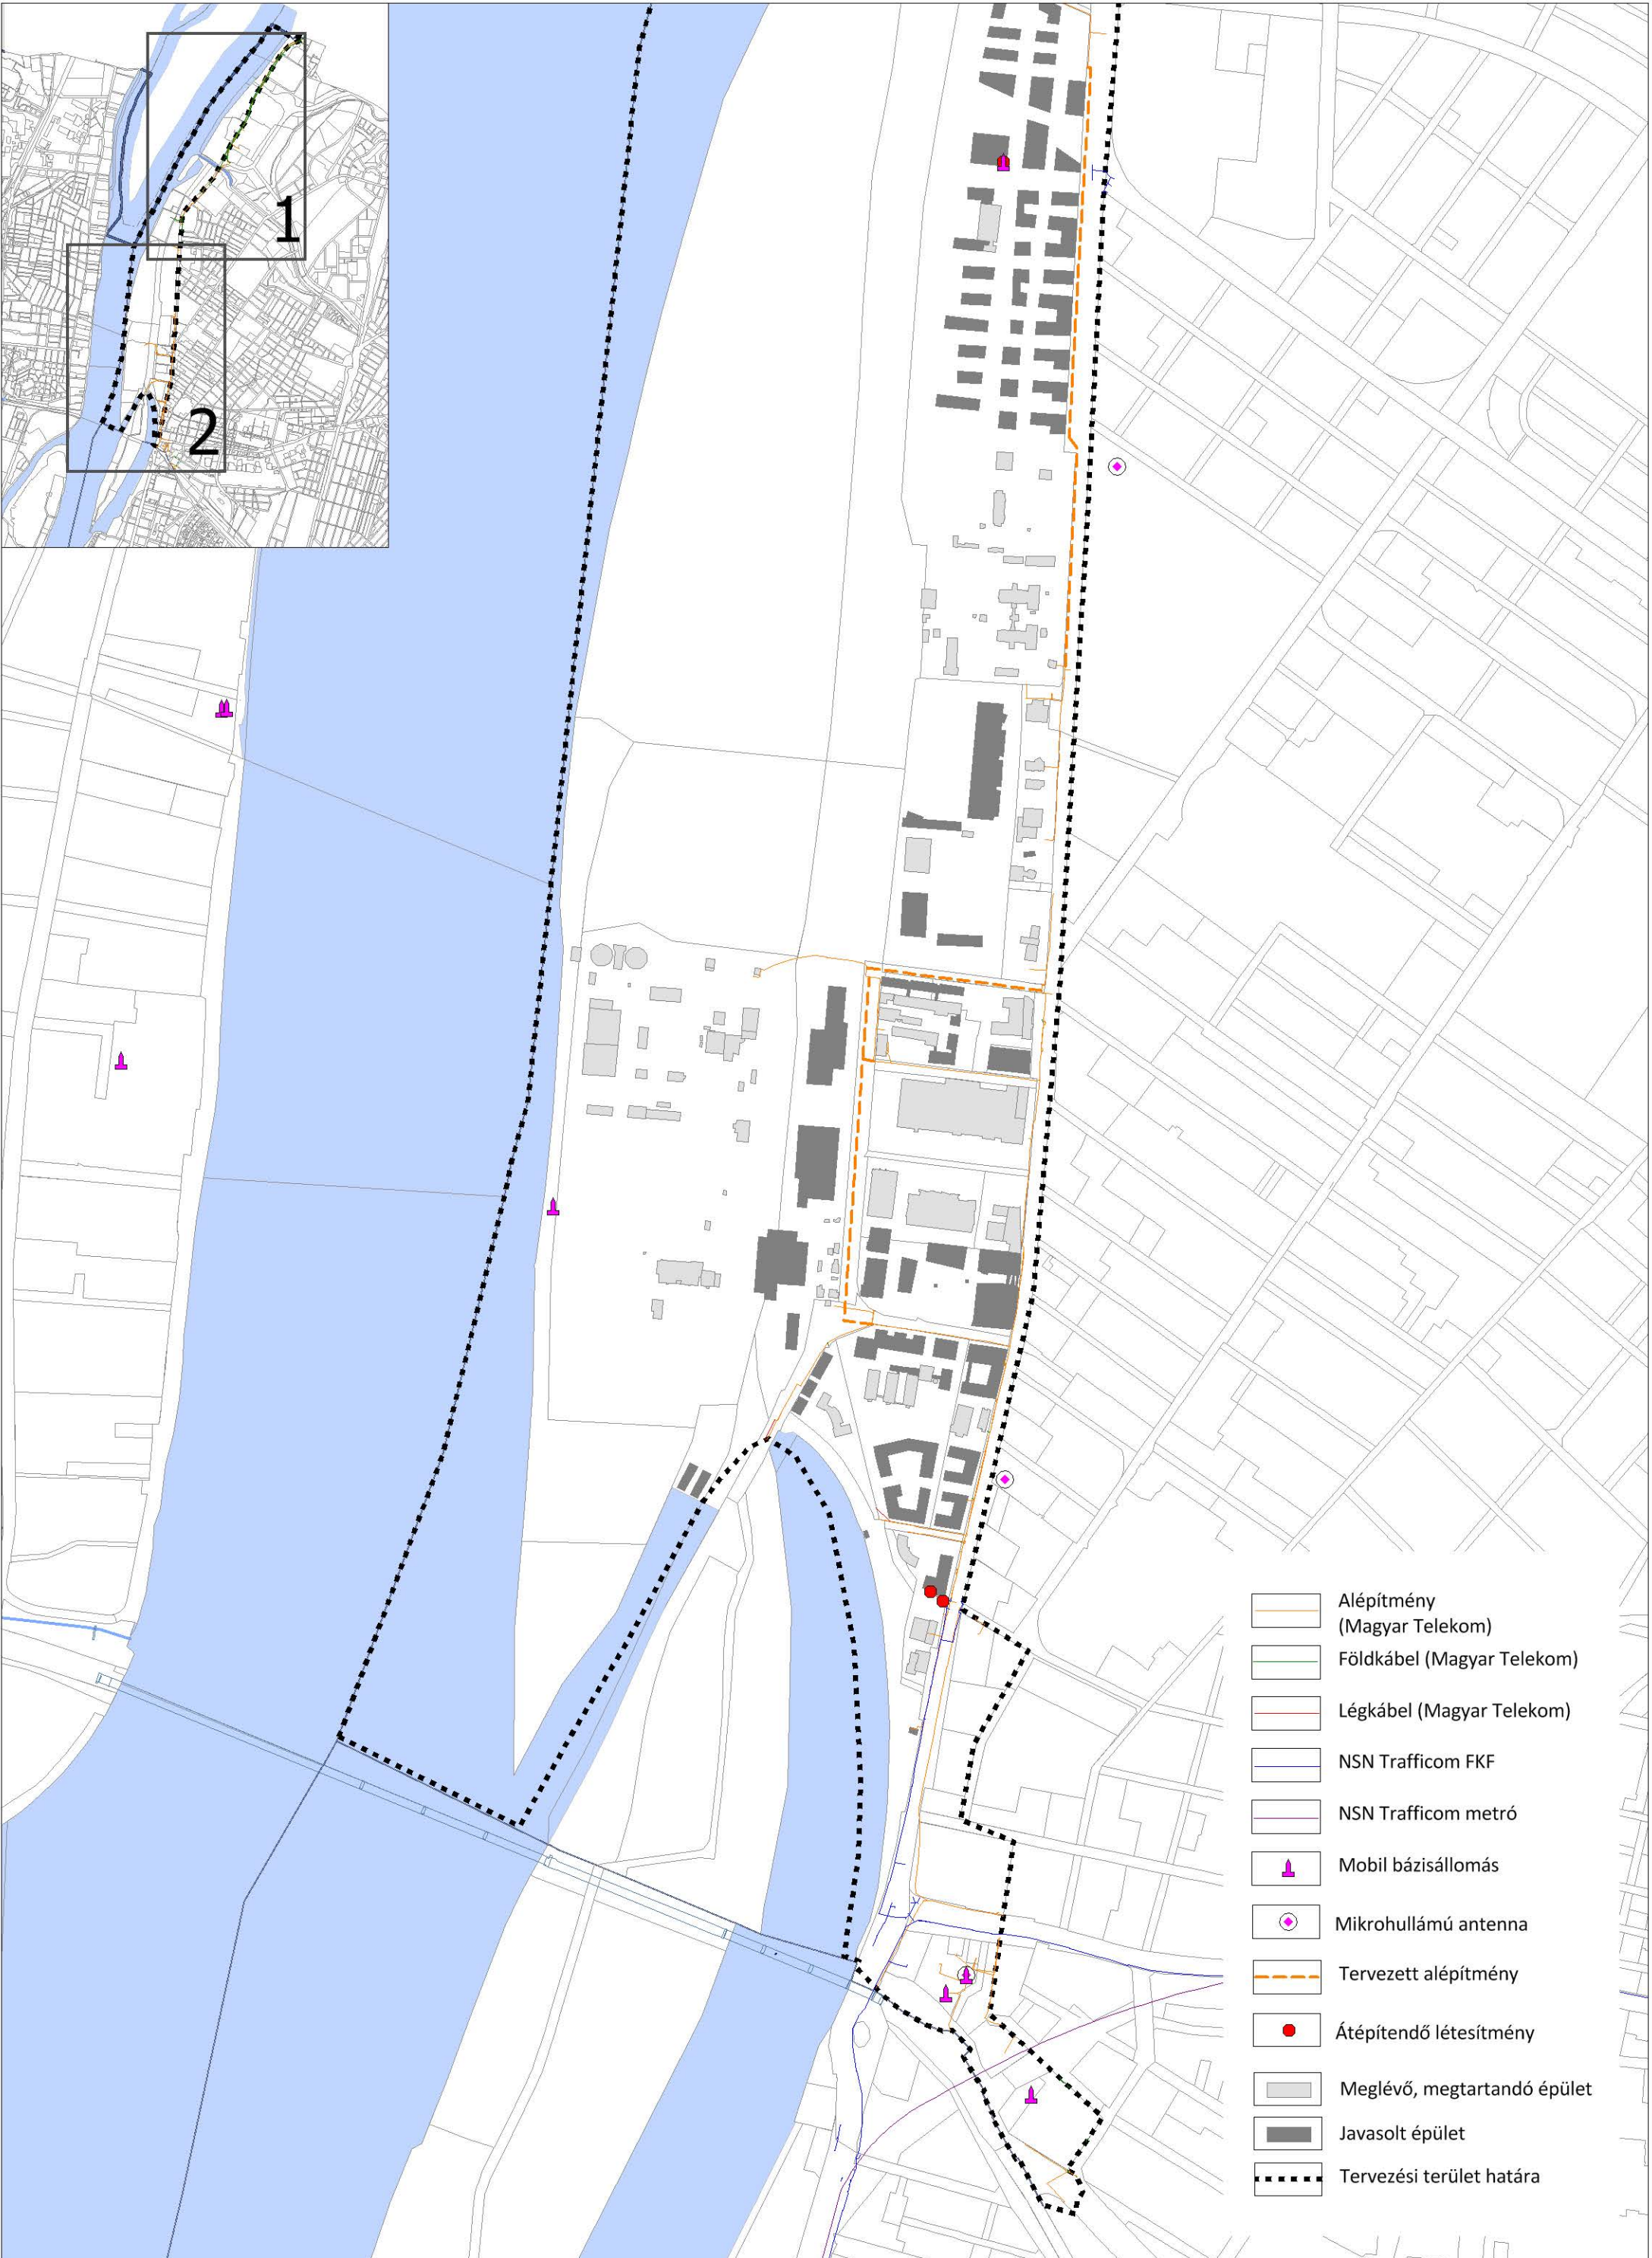 1
2
Alépítmény
(Magyar Telekom)
Földkábel (Magyar Telekom)
Légkábel (Magyar Telekom)
NSN Trafficom FKF
NSN Trafficom metró
Mobil bázisállomás
Mikrohullámú antenna
Tervezett alépítmény
Átépítendő létesítmény
Meglévő, megtartandó épület
Javasolt épület
Tervezési terület határa